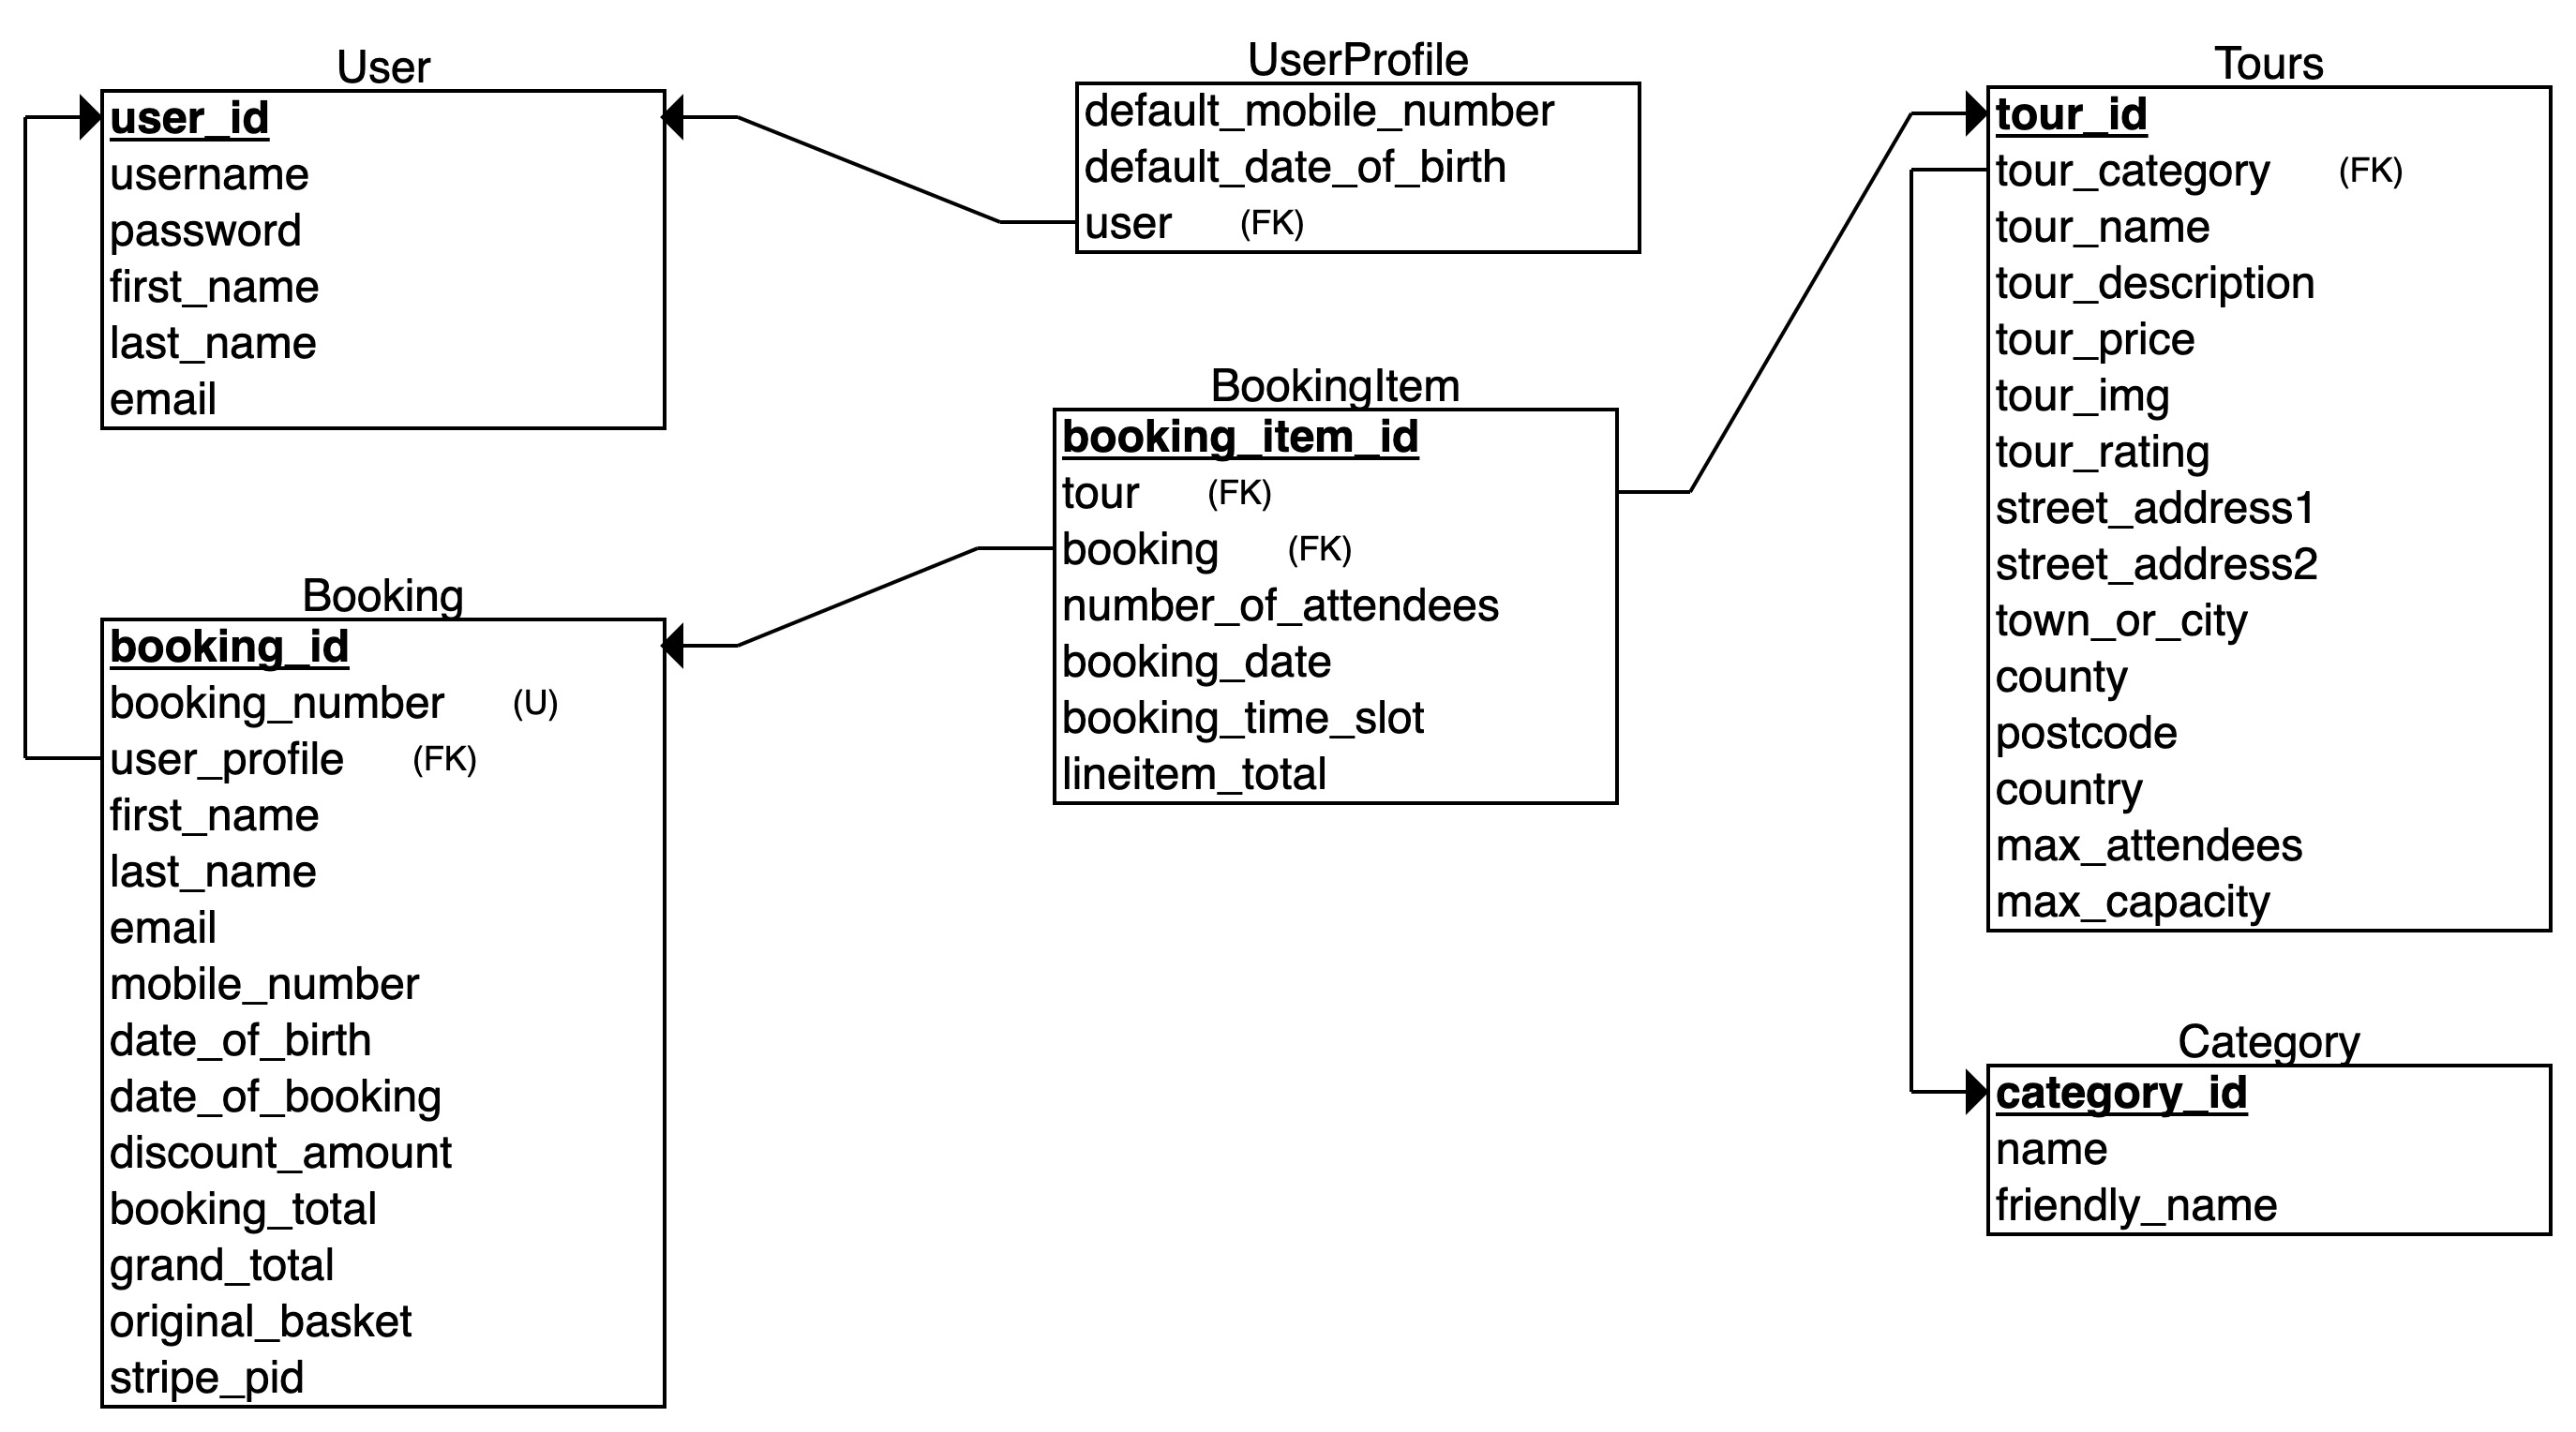 User
user_id
username
password
first_name
last_name
email
UserProfile
default_mobile_number
default_date_of_birth
user (FK)
Tours
tour_id
tour_category (FK)
tour_name
tour_description
tour_price
tour_img
tour_rating
street_address1
street_address2
town_or_city
county
postcode
country
max_attendees
max_capacity
BookingItem
booking_item_id
tour (FK)
booking (FK)
number_of_attendees
booking_date
booking_time_slot
lineitem_total
Booking
booking_id
booking_number (U)
user_profile (FK)
first_name
last_name
email
mobile_number
date_of_birth
date_of_booking
discount_amount
booking_total
grand_total
original_basket
stripe_pid
Category
category_id
name
friendly_name